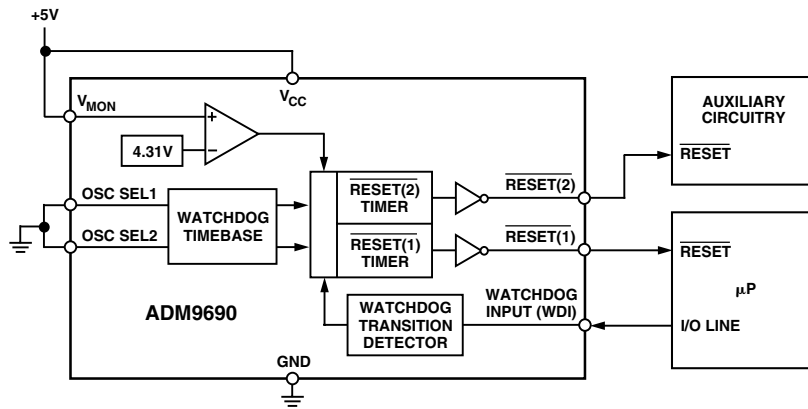 +5V
VMON
VCC
4.31V
+
−
OSC SEL1
OSC SEL2
WATCHDOG
TIMEBASE
RESET(2)
TIMER
RESET(1)
TIMER
RESET(2)
RESET(1)
WATCHDOG
TRANSITION
DETECTOR
WATCHDOG
INPUT (WDI)
ADM9690
GND
AUXILIARY
CIRCUITRY
RESET
RESET
μP
I/O LINE